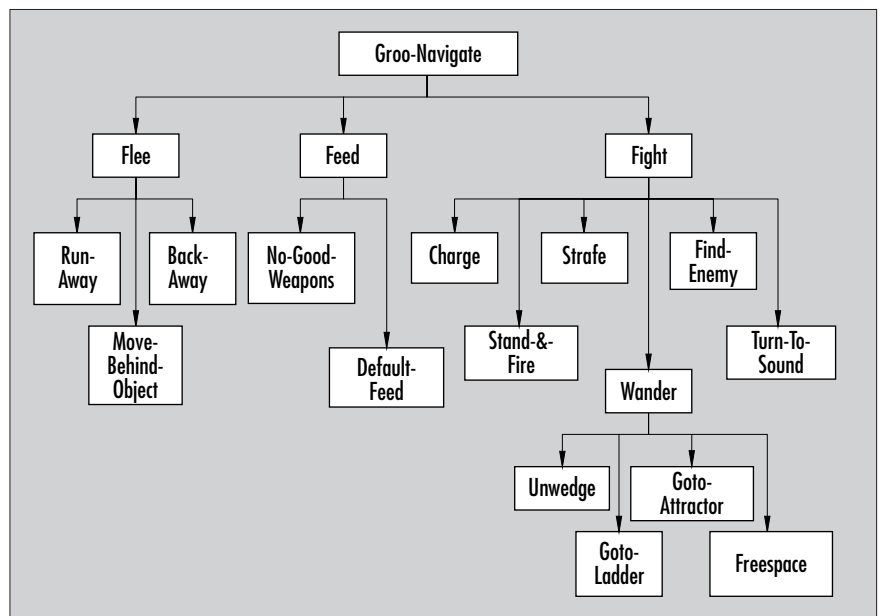 Groo-Navigate
Flee
Feed
Fight
Run-
Away
Back-
Away
No-Good-
Weapons
Charge
Strafe
Find-
Enemy
Move-
Behind-
Object
Default-
Feed
Stand-&-
Fire
Wander
Turn-To-
Sound
Unwedge
Goto-
Attractor
Goto-
Ladder
Freespace